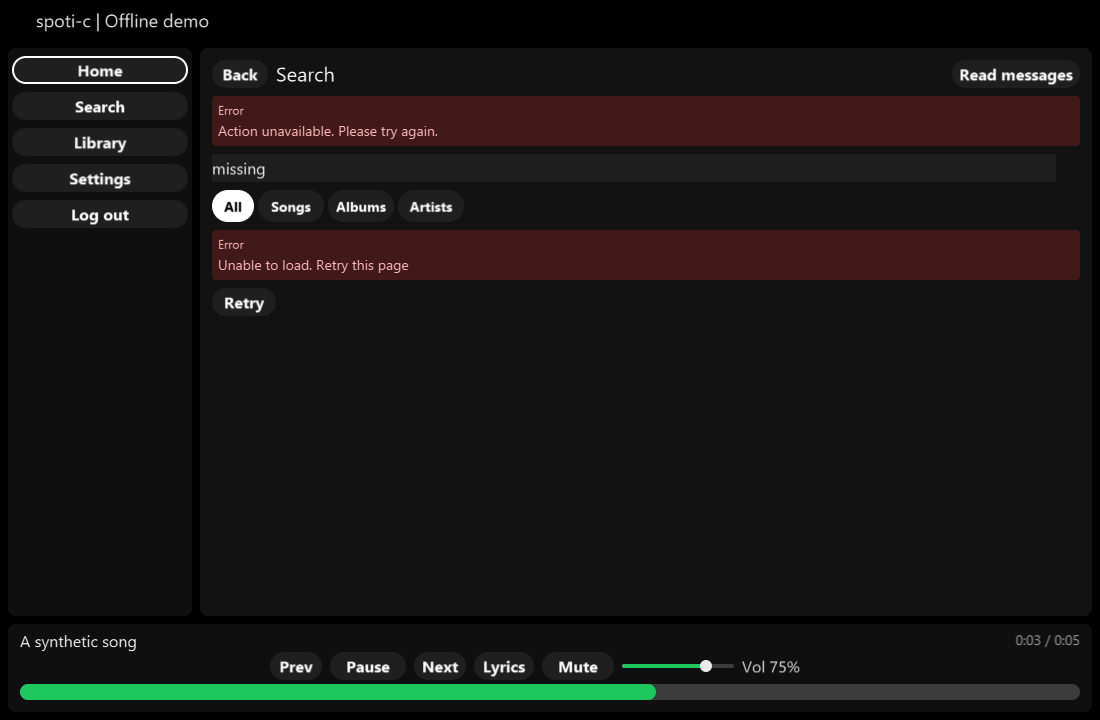 spoti-c | Offline demo
Home
Search
Library
Settings
Log out
Back Search Read messages
Error
Action unavailable. Please try again.
missing
All Songs Albums Artists
Error
Unable to load. Retry this page
Retry
A synthetic song 0:03 / 0:05
Prev Pause Next Lyrics Mute Vol 75%